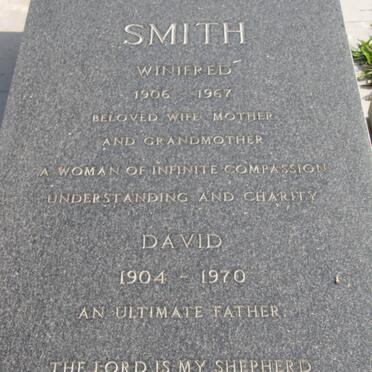 SMITH
WINIFRED
1906 - 1967
BELOVED WIFE MOTHER
AND GRANDMOTHER
A WOMAN OF INFINITE COMPASSION
UNDERSTANDING AND CHARITY
DAVID
1904 - 1970
AN ULTIMATE FATHER.
THE LORD IS MY SHEPHERD